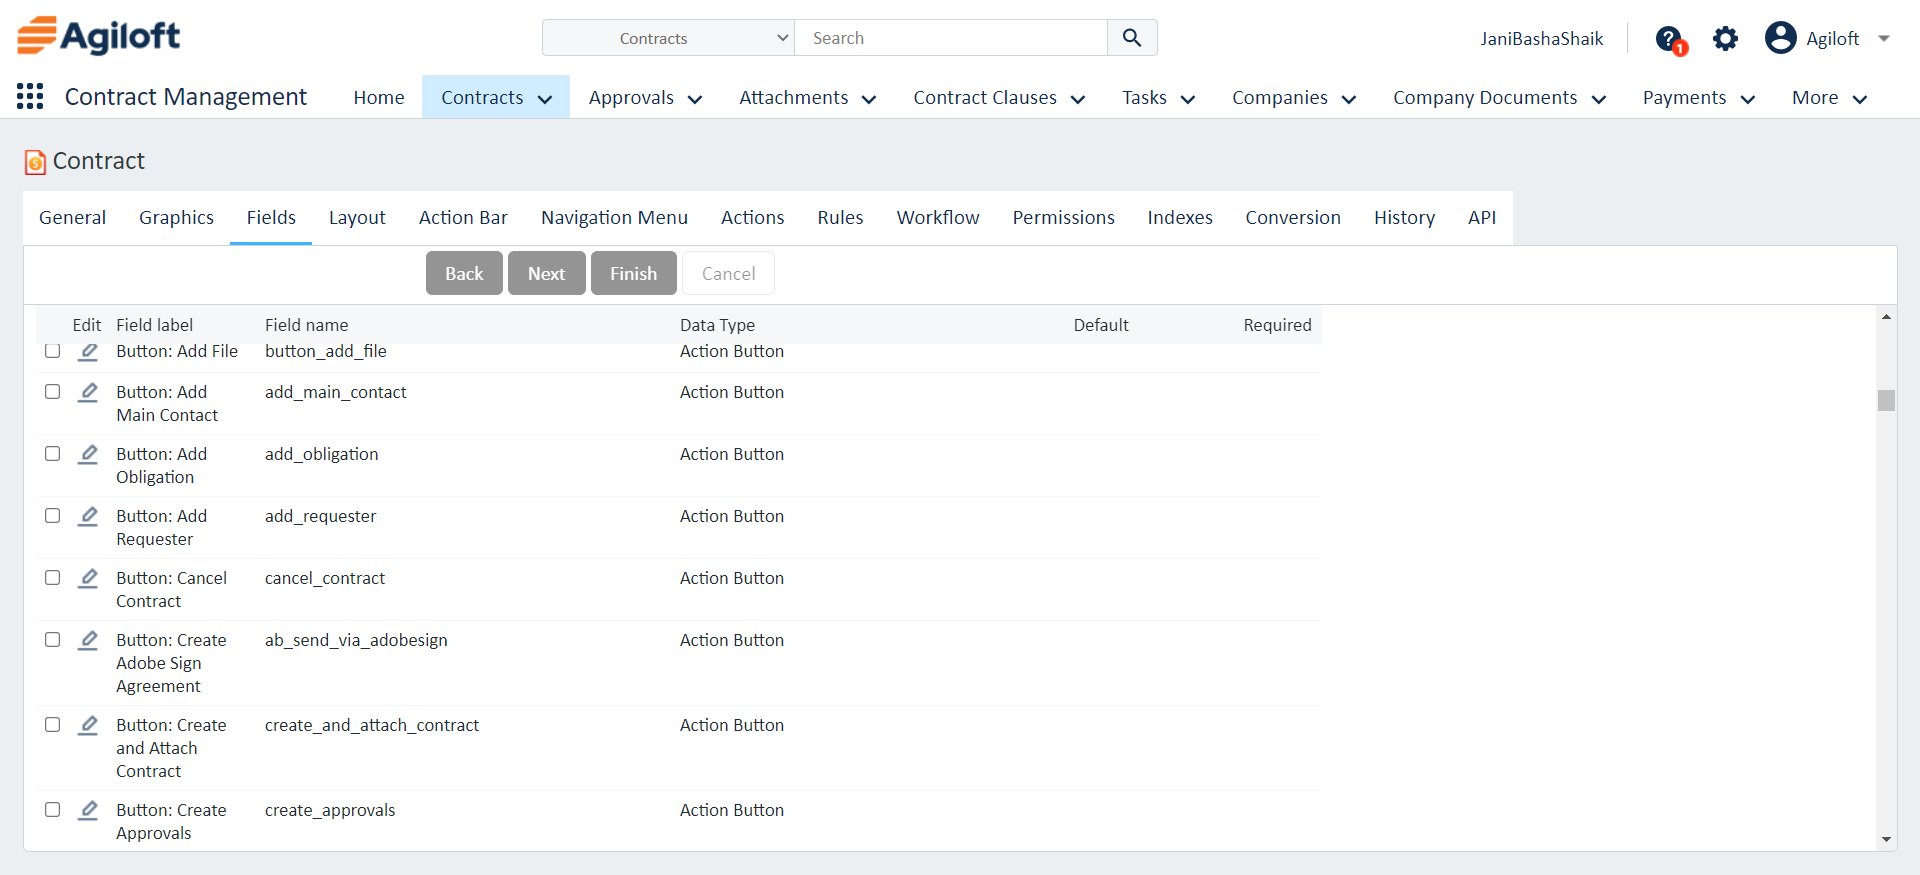 Agiloft
Contracts
Search
JaniBashaShaik
1
Agiloft
Contract Management
Home
Contracts
Approvals
Attachments
Contract Clauses
Tasks
Companies
Company Documents
Payments
More
Contract
General
Graphics
Fields
Layout
Action Bar
Navigation Menu
Actions
Rules
Workflow
Permissions
Indexes
Conversion
History
API
Back
Next
Finish
Cancel
Edit Field label Field name Data Type Default Required
Button: Add File button_add_file Action Button
Button: Add add_main_contact Action Button
Main Contact
Button: Add add_obligation Action Button
Obligation
Button: Add add_requester Action Button
Requester
Button: Cancel cancel_contract Action Button
Contract
Button: Create ab_send_via_adobesign Action Button
Adobe Sign
Agreement
Button: Create create_and_attach_contract Action Button
and Attach
Contract
Button: Create create_approvals Action Button
Approvals